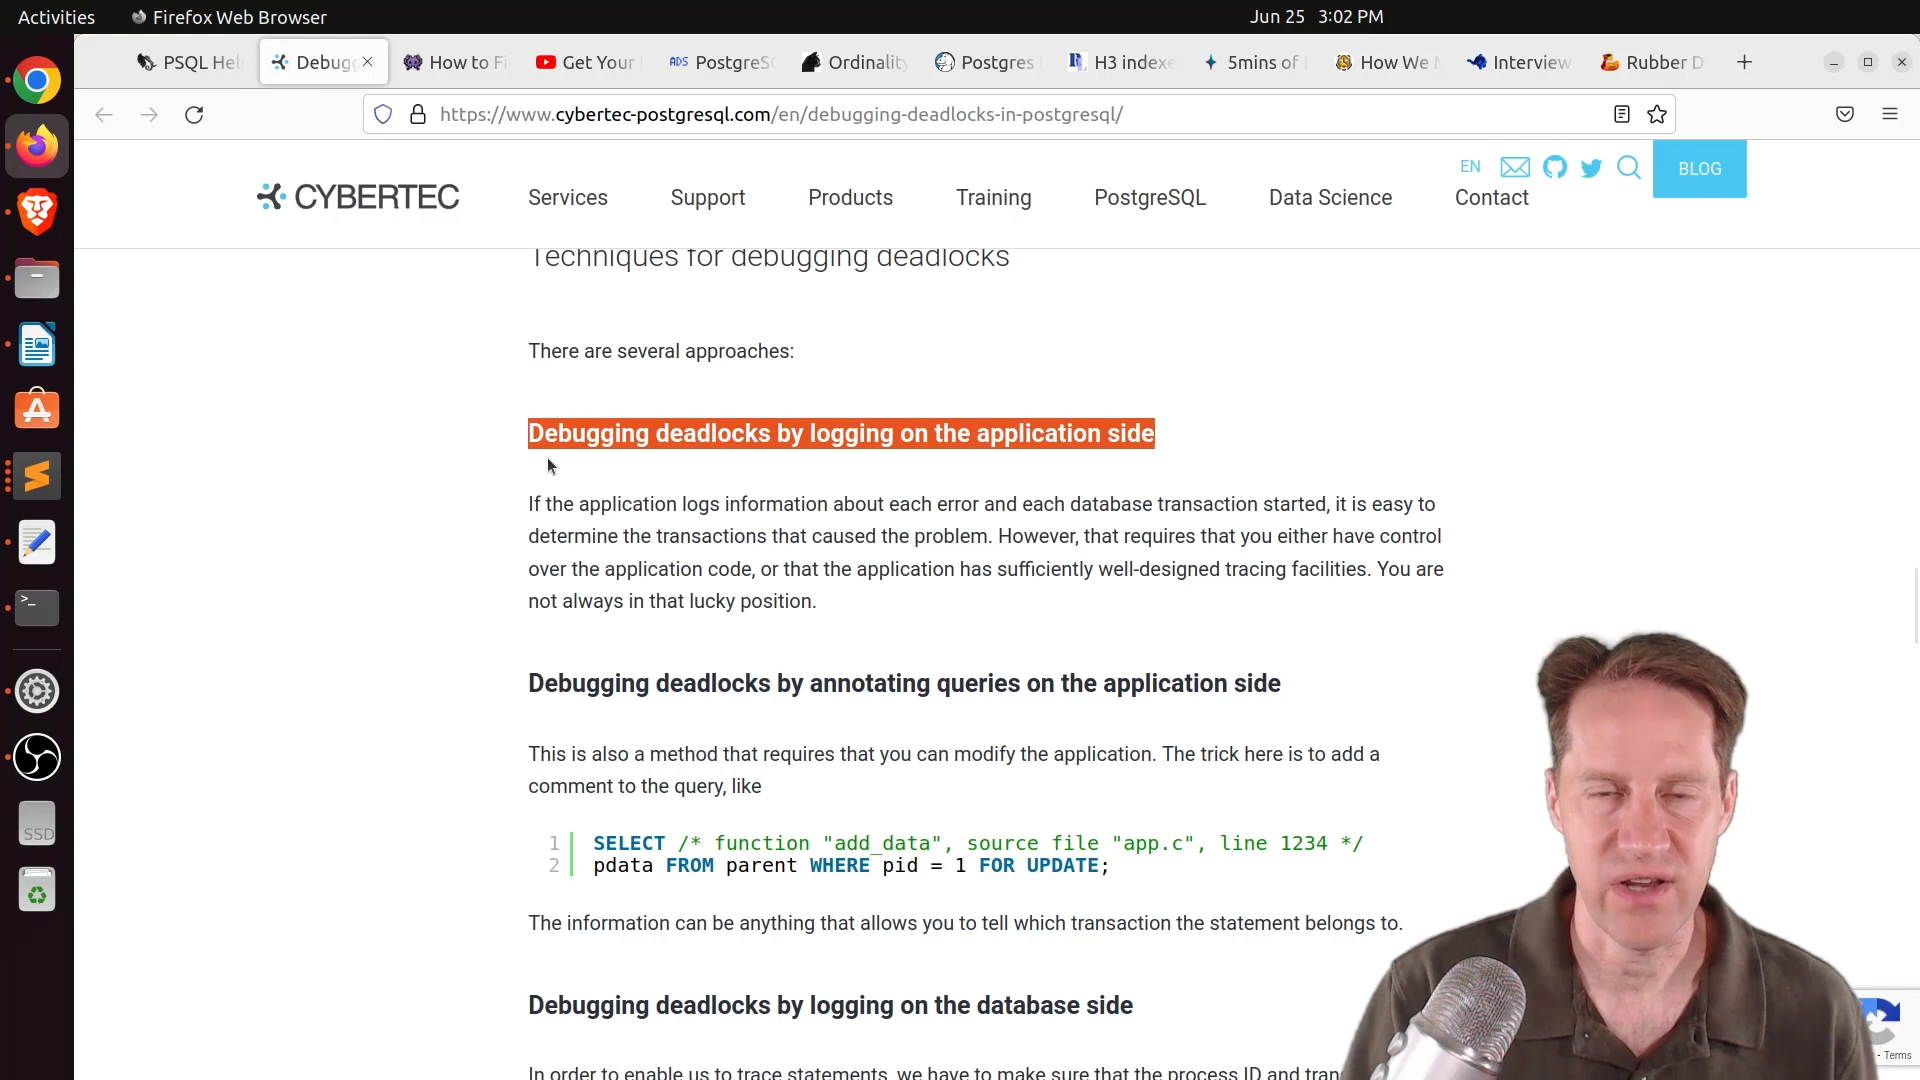 Activities
Firefox Web Browser
Jun 25 3:02 PM
PSQL Hel
Debugg
How to Fi
Get Your
ADS PostgreSQ
Ordinality
Postgres
H3 indexe
5mins of
How We
Interview
Rubber D
https://www.cybertec-postgresql.com/en/debugging-deadlocks-in-postgresql/
EN
BLOG
CYBERTEC
Services
Support
Products
Training
PostgreSQL
Data Science
Contact
Techniques for debugging deadlocks
There are several approaches:
Debugging deadlocks by logging on the application side
If the application logs information about each error and each database transaction started, it is easy to
determine the transactions that caused the problem. However, that requires that you either have control
over the application code, or that the application has sufficiently well-designed tracing facilities. You are
not always in that lucky position.
Debugging deadlocks by annotating queries on the application side
This is also a method that requires that you can modify the application. The trick here is to add a
comment to the query, like
1 SELECT /* function "add_data", source file "app.c", line 1234 */
2 pdata FROM parent WHERE pid = 1 FOR UPDATE;
The information can be anything that allows you to tell which transaction the statement belongs to.
Debugging deadlocks by logging on the database side
In order to enable us to trace statements, we have to make sure that the process ID and tran
SSD
- Terms